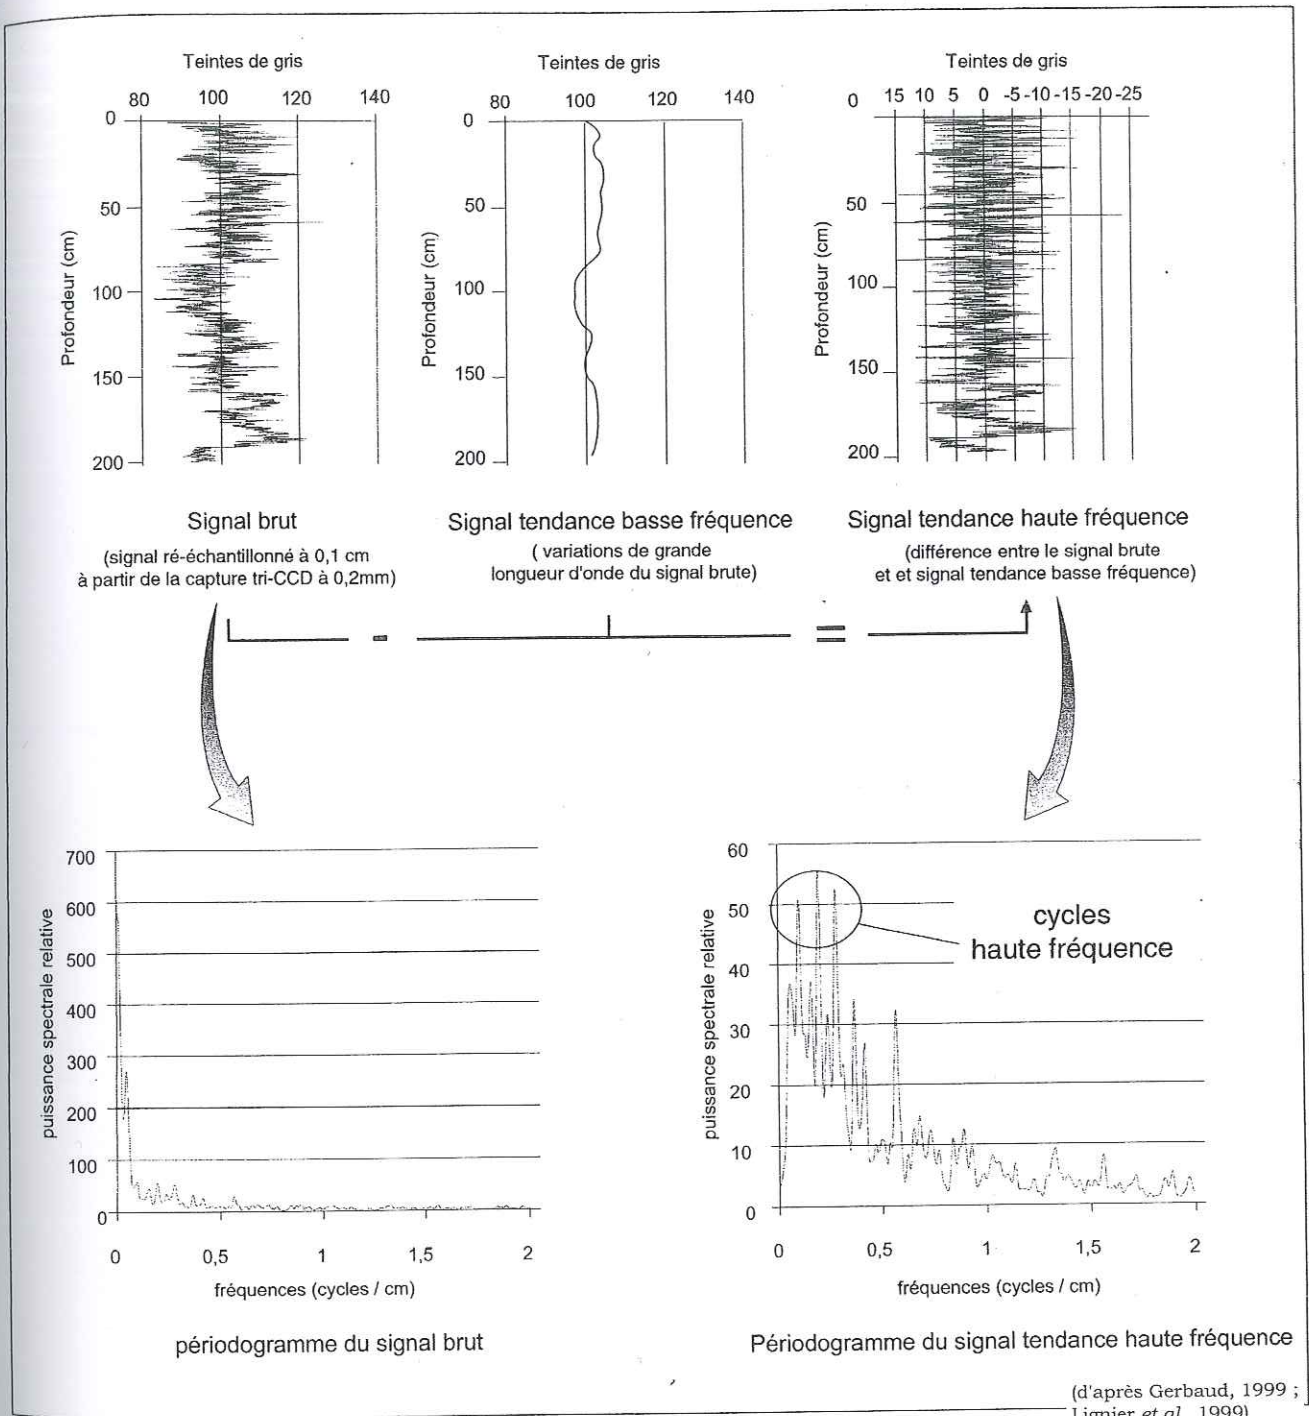 Teintes de gris
80 100 120 140
0
50
100
150
200
Profondeur (cm)
Signal brut
(signal ré-échantillonné à 0,1 cm
à partir de la capture tri-CCD à 0,2mm)
Teintes de gris
80 100 120 140
0
50
100
150
200
Profondeur (cm)
Signal tendance basse fréquence
( variations de grande
longueur d'onde du signal brute)
Teintes de gris
15 10 5 0 -5 -10 -15 -20 -25
0
50
100
150
200
Profondeur (cm)
Signal tendance haute fréquence
(différence entre le signal brute
et et signal tendance basse fréquence)
- =
700
600
500
400
300
200
100
0
puissance spectrale relative
0 0,5 1 1,5 2
fréquences (cycles / cm)
périodogramme du signal brut
60
50
40
30
20
10
0
puissance spectrale relative
cycles
haute fréquence
0 0,5 1 1,5 2
fréquences (cycles / cm)
Périodogramme du signal tendance haute fréquence
(d'après Gerbaud, 1999 ;
Lignier et al., 1999)